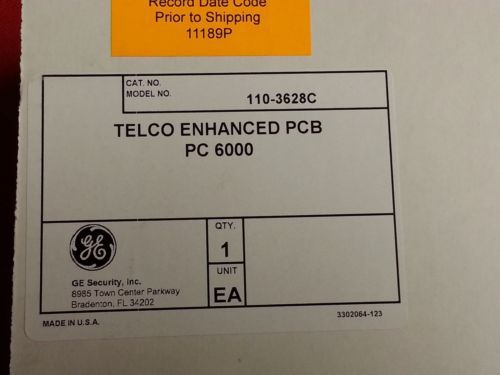 Record Date Code
Prior to Shipping
11189P
CAT. NO.
MODEL NO.
110-3628C
TELCO ENHANCED PCB
PC 6000
GE
GE Security, Inc.
8985 Town Center Parkway
Bradenton, FL 34202
QTY.
1
UNIT
EA
MADE IN U.S.A.
3302064-123